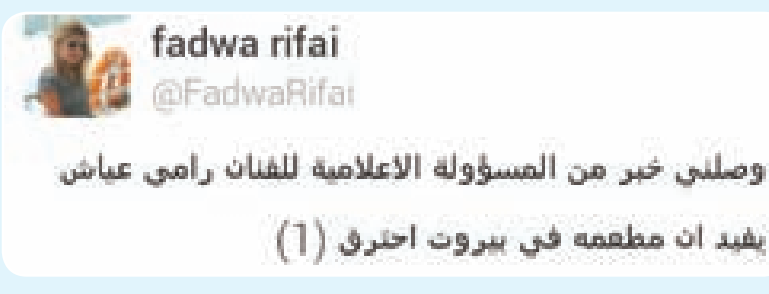 fadwa rifai
@FadwaRifai
وصلني خبر من المسؤولة الاعلامية للفنان رامي عياش
يفيد ان مطعمه في بيروت احترق (1)